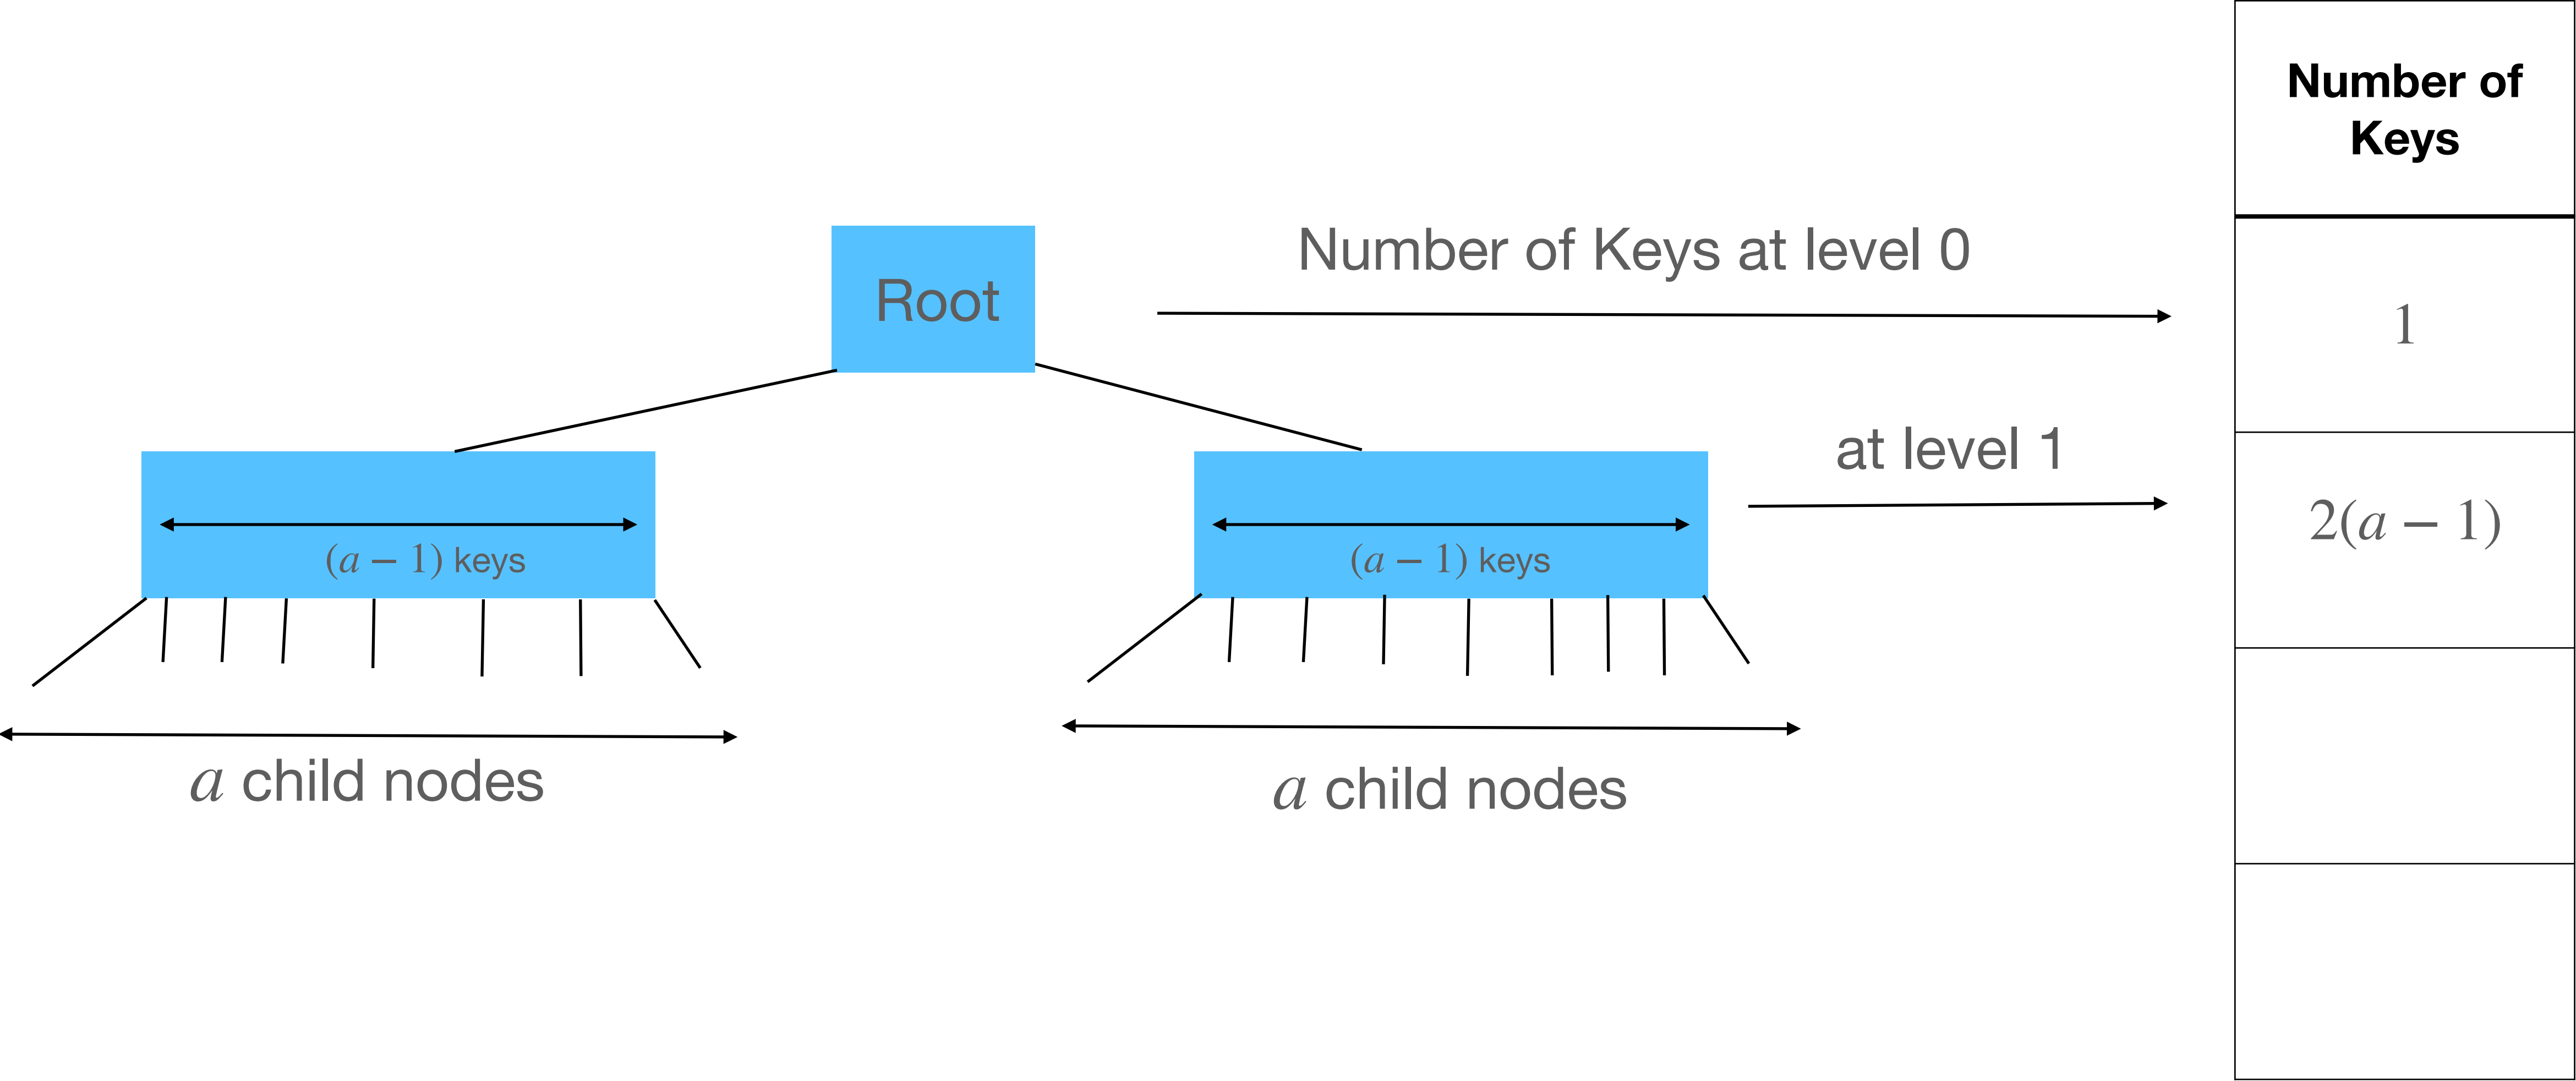 Number of
Keys
Number of Keys at level 0
Root
1
at level 1
2(a − 1)
(a − 1) keys
(a − 1) keys
a child nodes
a child nodes